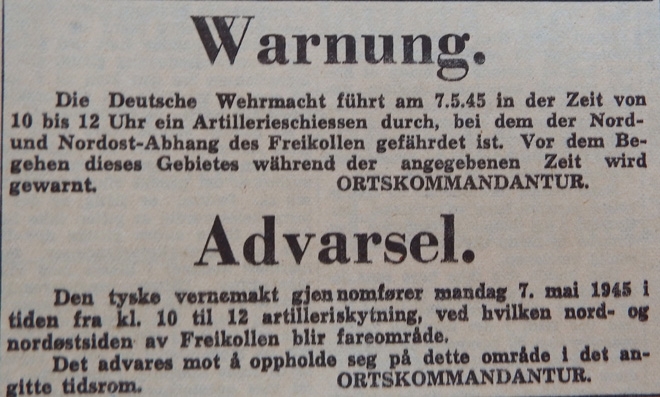 Warnung.
Die Deutsche Wehrmacht führt am 7.5.45 in der Zeit von
10 bis 12 Uhr ein Artillerieschiessen durch, bei dem der Nord-
und Nordost-Abhang des Freikollen gefährdet ist. Vor dem Be-
gehen dieses Gebietes während der angegebenen Zeit wird
gewarnt. ORTSKOMMANDANTUR.
Advarsel.
Den tyske vernemakt gjennomfører mandag 7. mai 1945 i
tiden fra kl. 10 til 12 artilleriskytning, ved hvilken nord- og
nordøstsiden av Freikollen blir fareområde.
Det advares mot å oppholde seg på dette område i det an-
gitte tidsrom. ORTSKOMMANDANTUR.